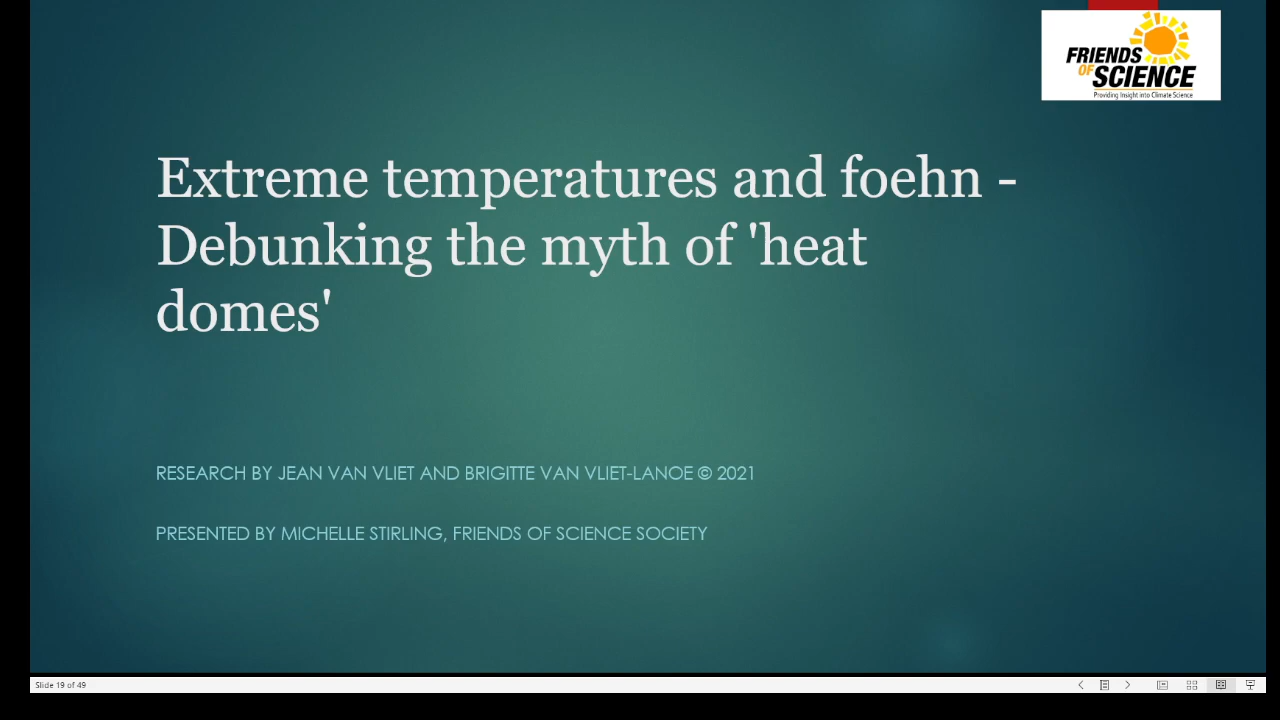 FRIENDS
OF SCIENCE
Providing Insight into Climate Science
Extreme temperatures and foehn -
Debunking the myth of 'heat
domes'
RESEARCH BY JEAN VAN VLIET AND BRIGITTE VAN VLIET-LANOE © 2021
PRESENTED BY MICHELLE STIRLING, FRIENDS OF SCIENCE SOCIETY
Slide 19 of 49